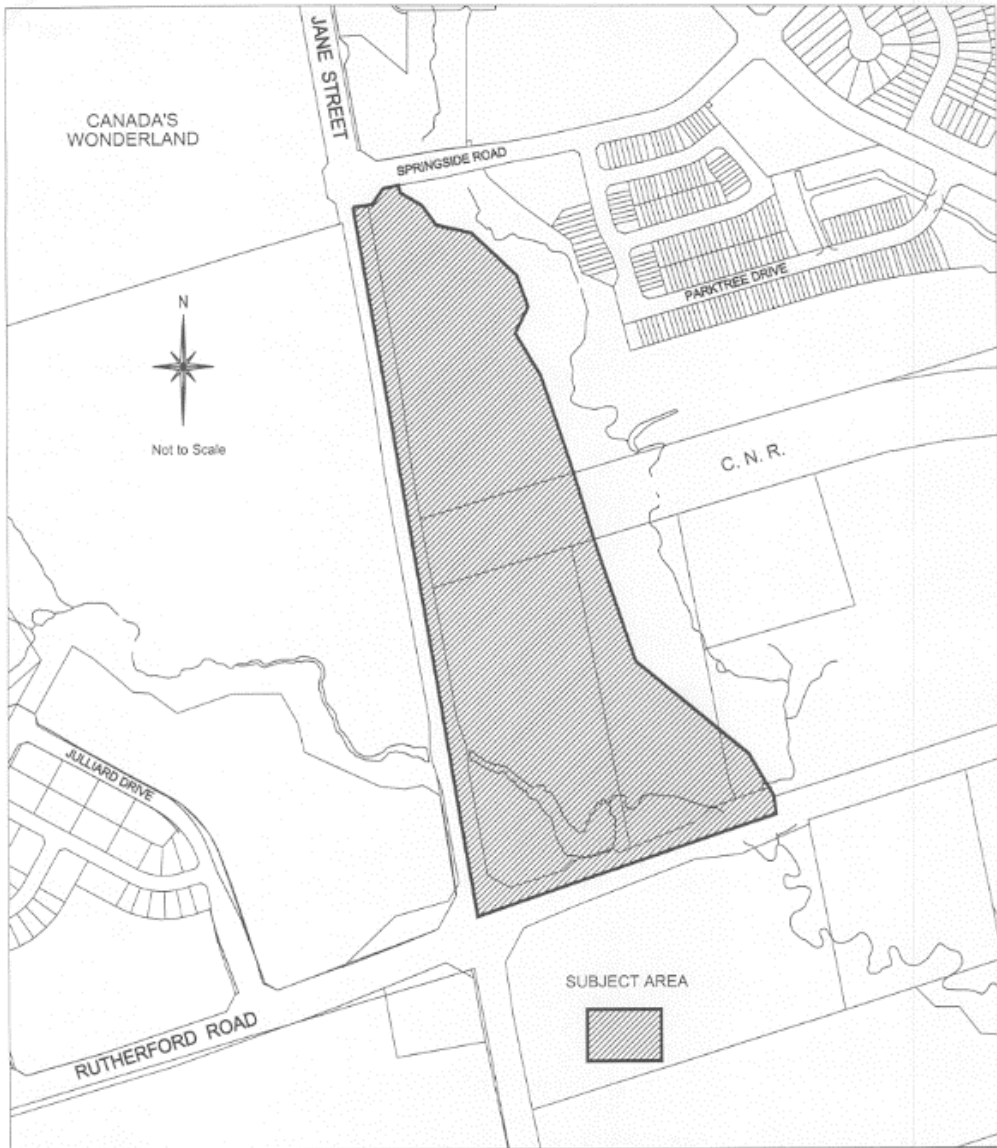 JANE STREET
CANADA'S
WONDERLAND
SPRINGSIDE ROAD
PARKTREE DRIVE
N
Not to Scale
C. N. R.
JULLIARD DRIVE
SUBJECT AREA
RUTHERFORD ROAD